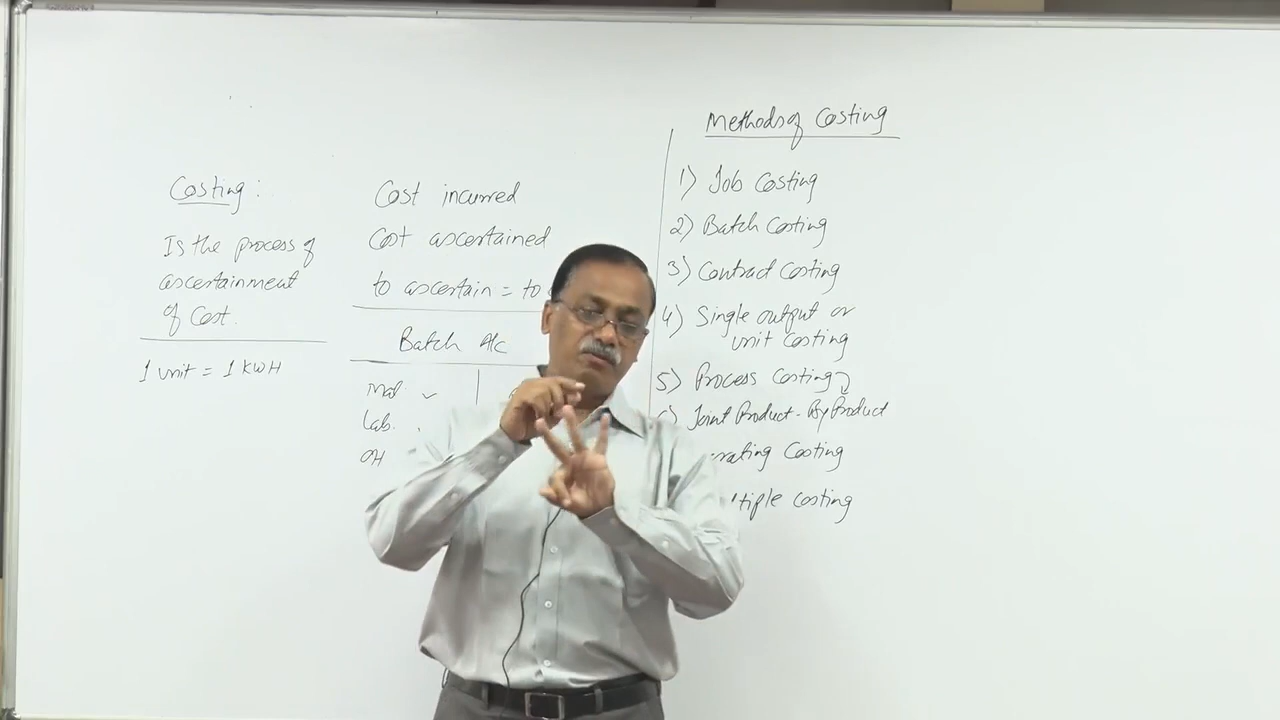 Costing :
Is the process of
ascertainment
of Cost.
1 unit = 1 KWH
Cost incurred
Cost ascertained
to ascertain = to
Batch A/c
Lab.
OH
Methods of Costing
1) Job Costing
2) Batch Costing
3) Contract Costing
4) Single output or
unit Costing
5) Process Costing
Joint Product - By Product
rating Costing
tiple Costing